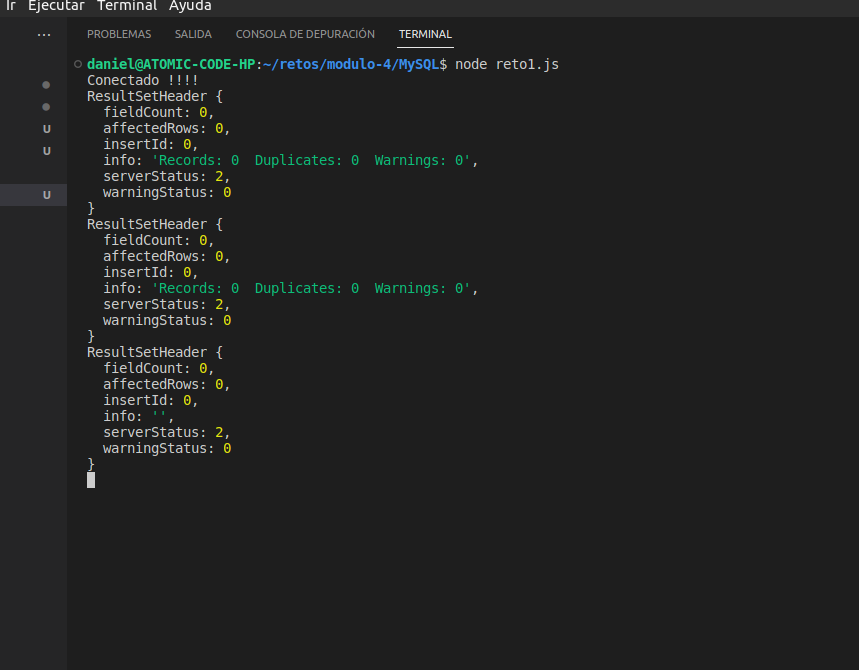 Ir Ejecutar Terminal Ayuda
... PROBLEMAS SALIDA CONSOLA DE DEPURACIÓN TERMINAL
daniel@ATOMIC-CODE-HP:~/retos/modulo-4/MySQL$ node reto1.js
Conectado !!!!
ResultSetHeader {
  fieldCount: 0,
  affectedRows: 0,
U
  insertId: 0,
U
  info: 'Records: 0  Duplicates: 0  Warnings: 0',
  serverStatus: 2,
U
  warningStatus: 0
}
ResultSetHeader {
  fieldCount: 0,
  affectedRows: 0,
  insertId: 0,
  info: 'Records: 0  Duplicates: 0  Warnings: 0',
  serverStatus: 2,
  warningStatus: 0
}
ResultSetHeader {
  fieldCount: 0,
  affectedRows: 0,
  insertId: 0,
  info: '',
  serverStatus: 2,
  warningStatus: 0
}